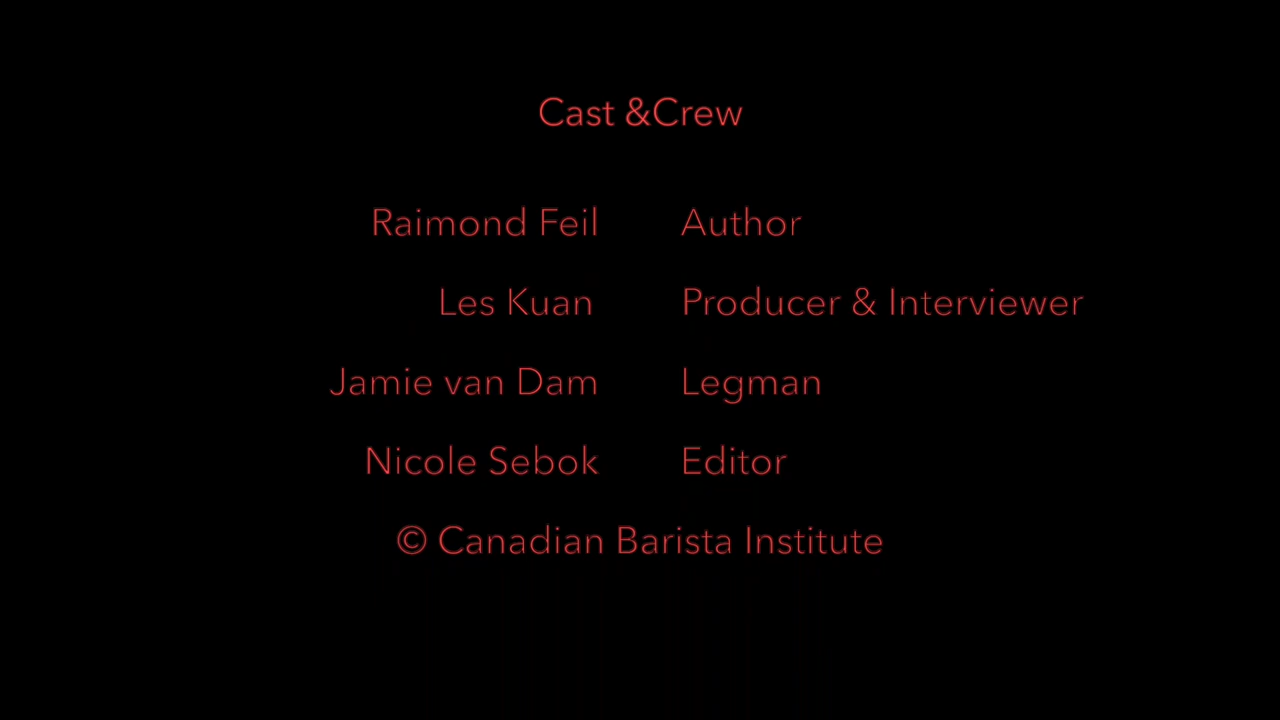 Cast &Crew
Raimond Feil Author
Les Kuan Producer & Interviewer
Jamie van Dam Legman
Nicole Sebok Editor
© Canadian Barista Institute